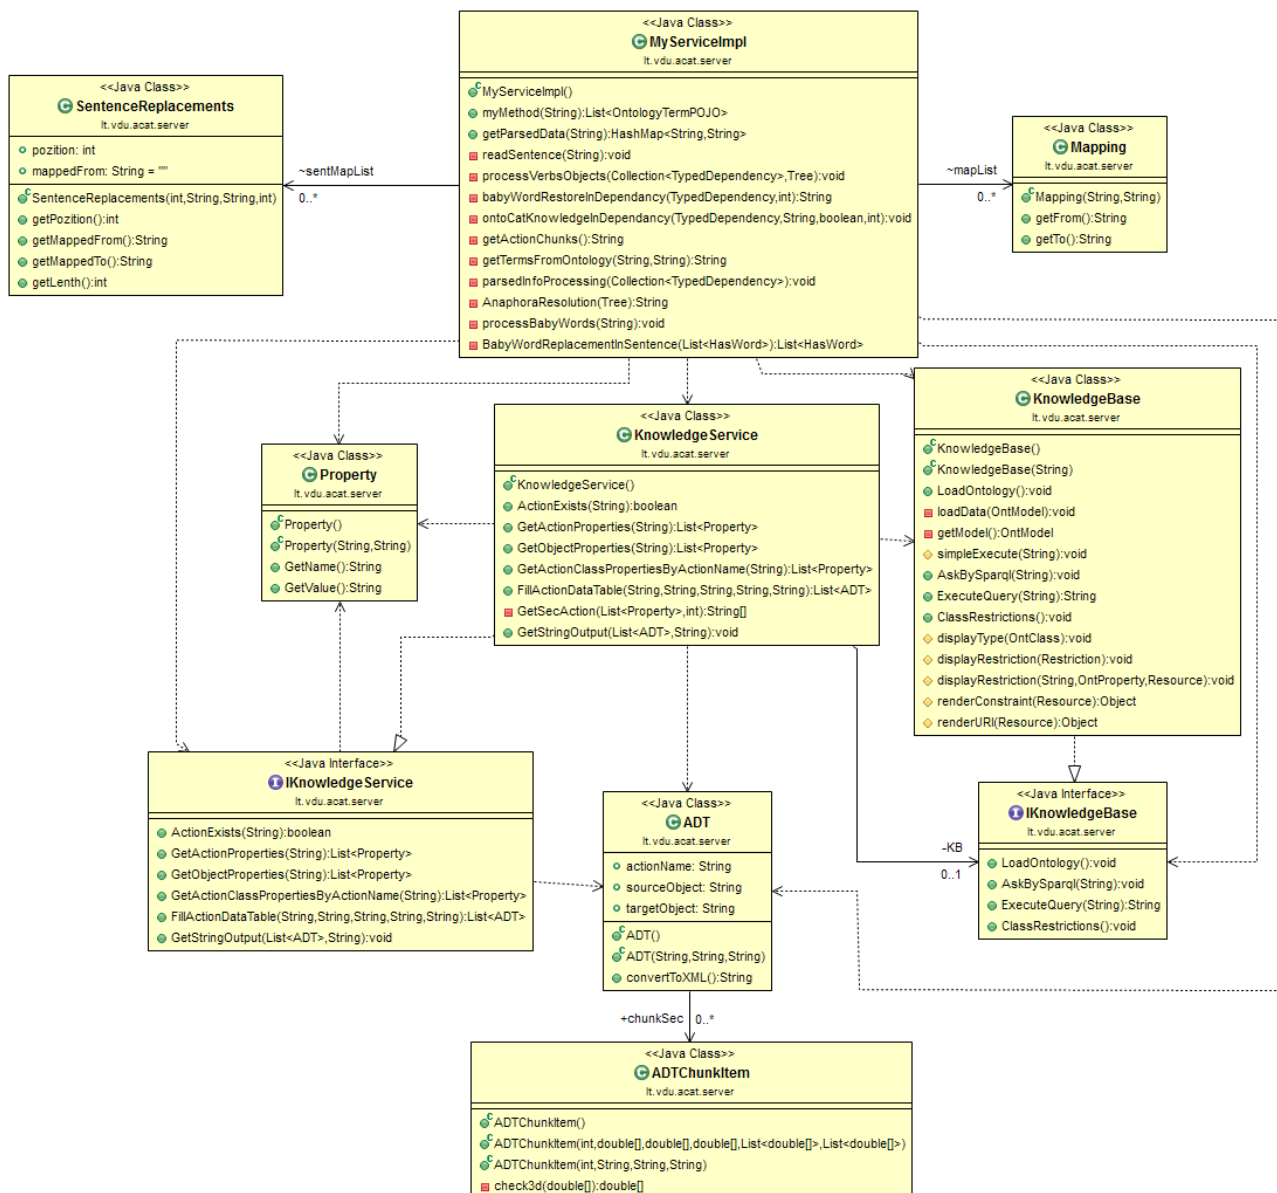 <<Java Class>>
MyServiceImpl
lt.vdu.acat.server
MyServiceImpl()
myMethod(String):List<OntologyTermPOJO>
getParsedData(String):HashMap<String,String>
readSentence(String):void
processVerbsObjects(Collection<TypedDependency>,Tree):void
babyWordRestoreInDependancy(TypedDependency,int):String
ontoCatKnowledgeInDependancy(TypedDependency,String,boolean,int):void
getActionChunks():String
getTermsFromOntology(String,String):String
parsedInfoProcessing(Collection<TypedDependency>):void
AnaphoraResolution(Tree):String
processBabyWords(String):void
BabyWordReplacementInSentence(List<HasWord>):List<HasWord>
<<Java Class>>
SentenceReplacements
lt.vdu.acat.server
pozition: int
mappedFrom: String = ""
SentenceReplacements(int,String,String,int)
getPozition():int
getMappedFrom():String
getMappedTo():String
getLenth():int
~sentMapList
0..*
~mapList
0..*
<<Java Class>>
Mapping
lt.vdu.acat.server
Mapping(String,String)
getFrom():String
getTo():String
<<Java Class>>
Property
lt.vdu.acat.server
Property()
Property(String,String)
GetName():String
GetValue():String
<<Java Class>>
KnowledgeService
lt.vdu.acat.server
KnowledgeService()
ActionExists(String):boolean
GetActionProperties(String):List<Property>
GetObjectProperties(String):List<Property>
GetActionClassPropertiesByActionName(String):List<Property>
FillActionDataTable(String,String,String,String,String):List<ADT>
GetSecAction(List<Property>,int):String[]
GetStringOutput(List<ADT>,String):void
<<Java Class>>
KnowledgeBase
lt.vdu.acat.server
KnowledgeBase()
KnowledgeBase(String)
LoadOntology():void
loadData(OntModel):void
getModel():OntModel
simpleExecute(String):void
AskBySparql(String):void
ExecuteQuery(String):String
ClassRestrictions():void
displayType(OntClass):void
displayRestriction(Restriction):void
displayRestriction(String,OntProperty,Resource):void
renderConstraint(Resource):Object
renderURI(Resource):Object
<<Java Interface>>
IKnowledgeService
lt.vdu.acat.server
ActionExists(String):boolean
GetActionProperties(String):List<Property>
GetObjectProperties(String):List<Property>
GetActionClassPropertiesByActionName(String):List<Property>
FillActionDataTable(String,String,String,String,String):List<ADT>
GetStringOutput(List<ADT>,String):void
<<Java Class>>
ADT
lt.vdu.acat.server
actionName: String
sourceObject: String
targetObject: String
ADT()
ADT(String,String,String)
convertToXML():String
-KB
0..1
<<Java Interface>>
IKnowledgeBase
lt.vdu.acat.server
LoadOntology():void
AskBySparql(String):void
ExecuteQuery(String):String
ClassRestrictions():void
+chunkSec
0..*
<<Java Class>>
ADTChunkItem
lt.vdu.acat.server
ADTChunkItem()
ADTChunkItem(int,double[],double[],double[],List<double[]>,List<double[]>)
ADTChunkItem(int,String,String,String)
check3d(double[]):double[]